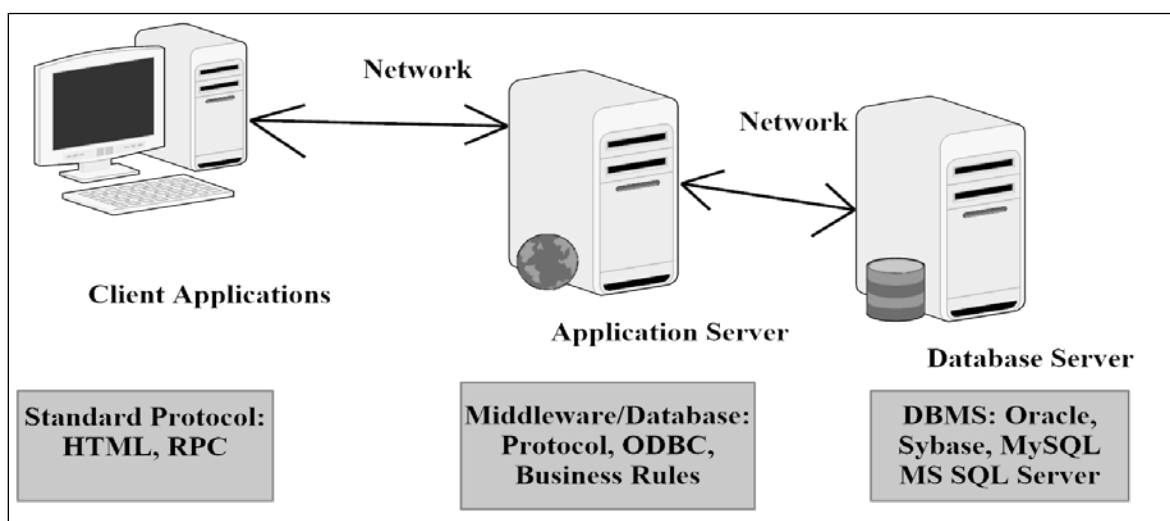 Network
Network
Client Applications
Application Server
Database Server
Standard Protocol:
HTML, RPC
Middleware/Database:
Protocol, ODBC,
Business Rules
DBMS: Oracle,
Sybase, MySQL
MS SQL Server